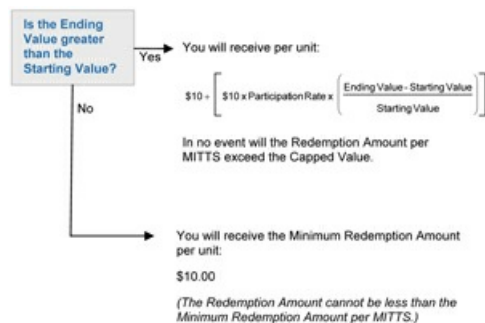 Is the Ending
Value greater
than the
Starting Value?
Yes
You will receive per unit:
$10 + [ $10 x Participation Rate x ( Ending Value - Starting Value
Starting Value ) ]
In no event will the Redemption Amount per
MITTS exceed the Capped Value.
No
You will receive the Minimum Redemption Amount
per unit:
$10.00
(The Redemption Amount cannot be less than the
Minimum Redemption Amount per MITTS.)